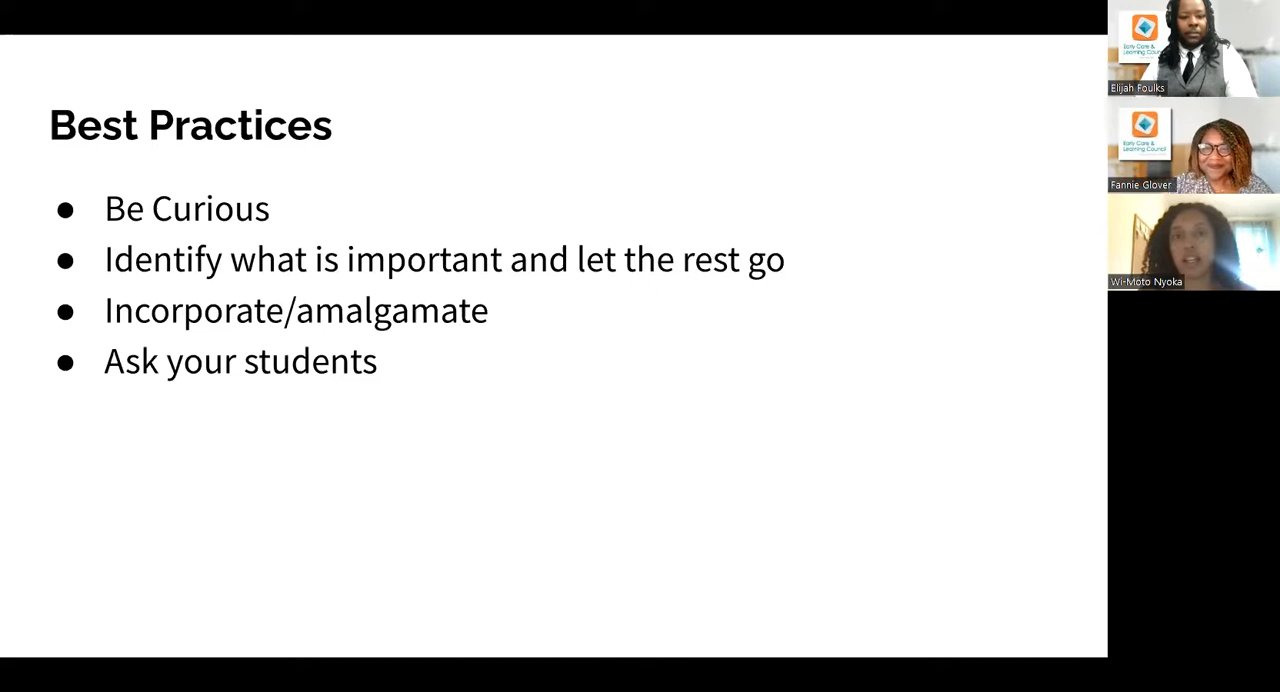 Best Practices
● Be Curious
● Identify what is important and let the rest go
● Incorporate/amalgamate
● Ask your students
Early Care &
Learning Council
Elijah Foulks
Early Care &
Learning Council
Fannie Glover
Wi-Moto Nyoka